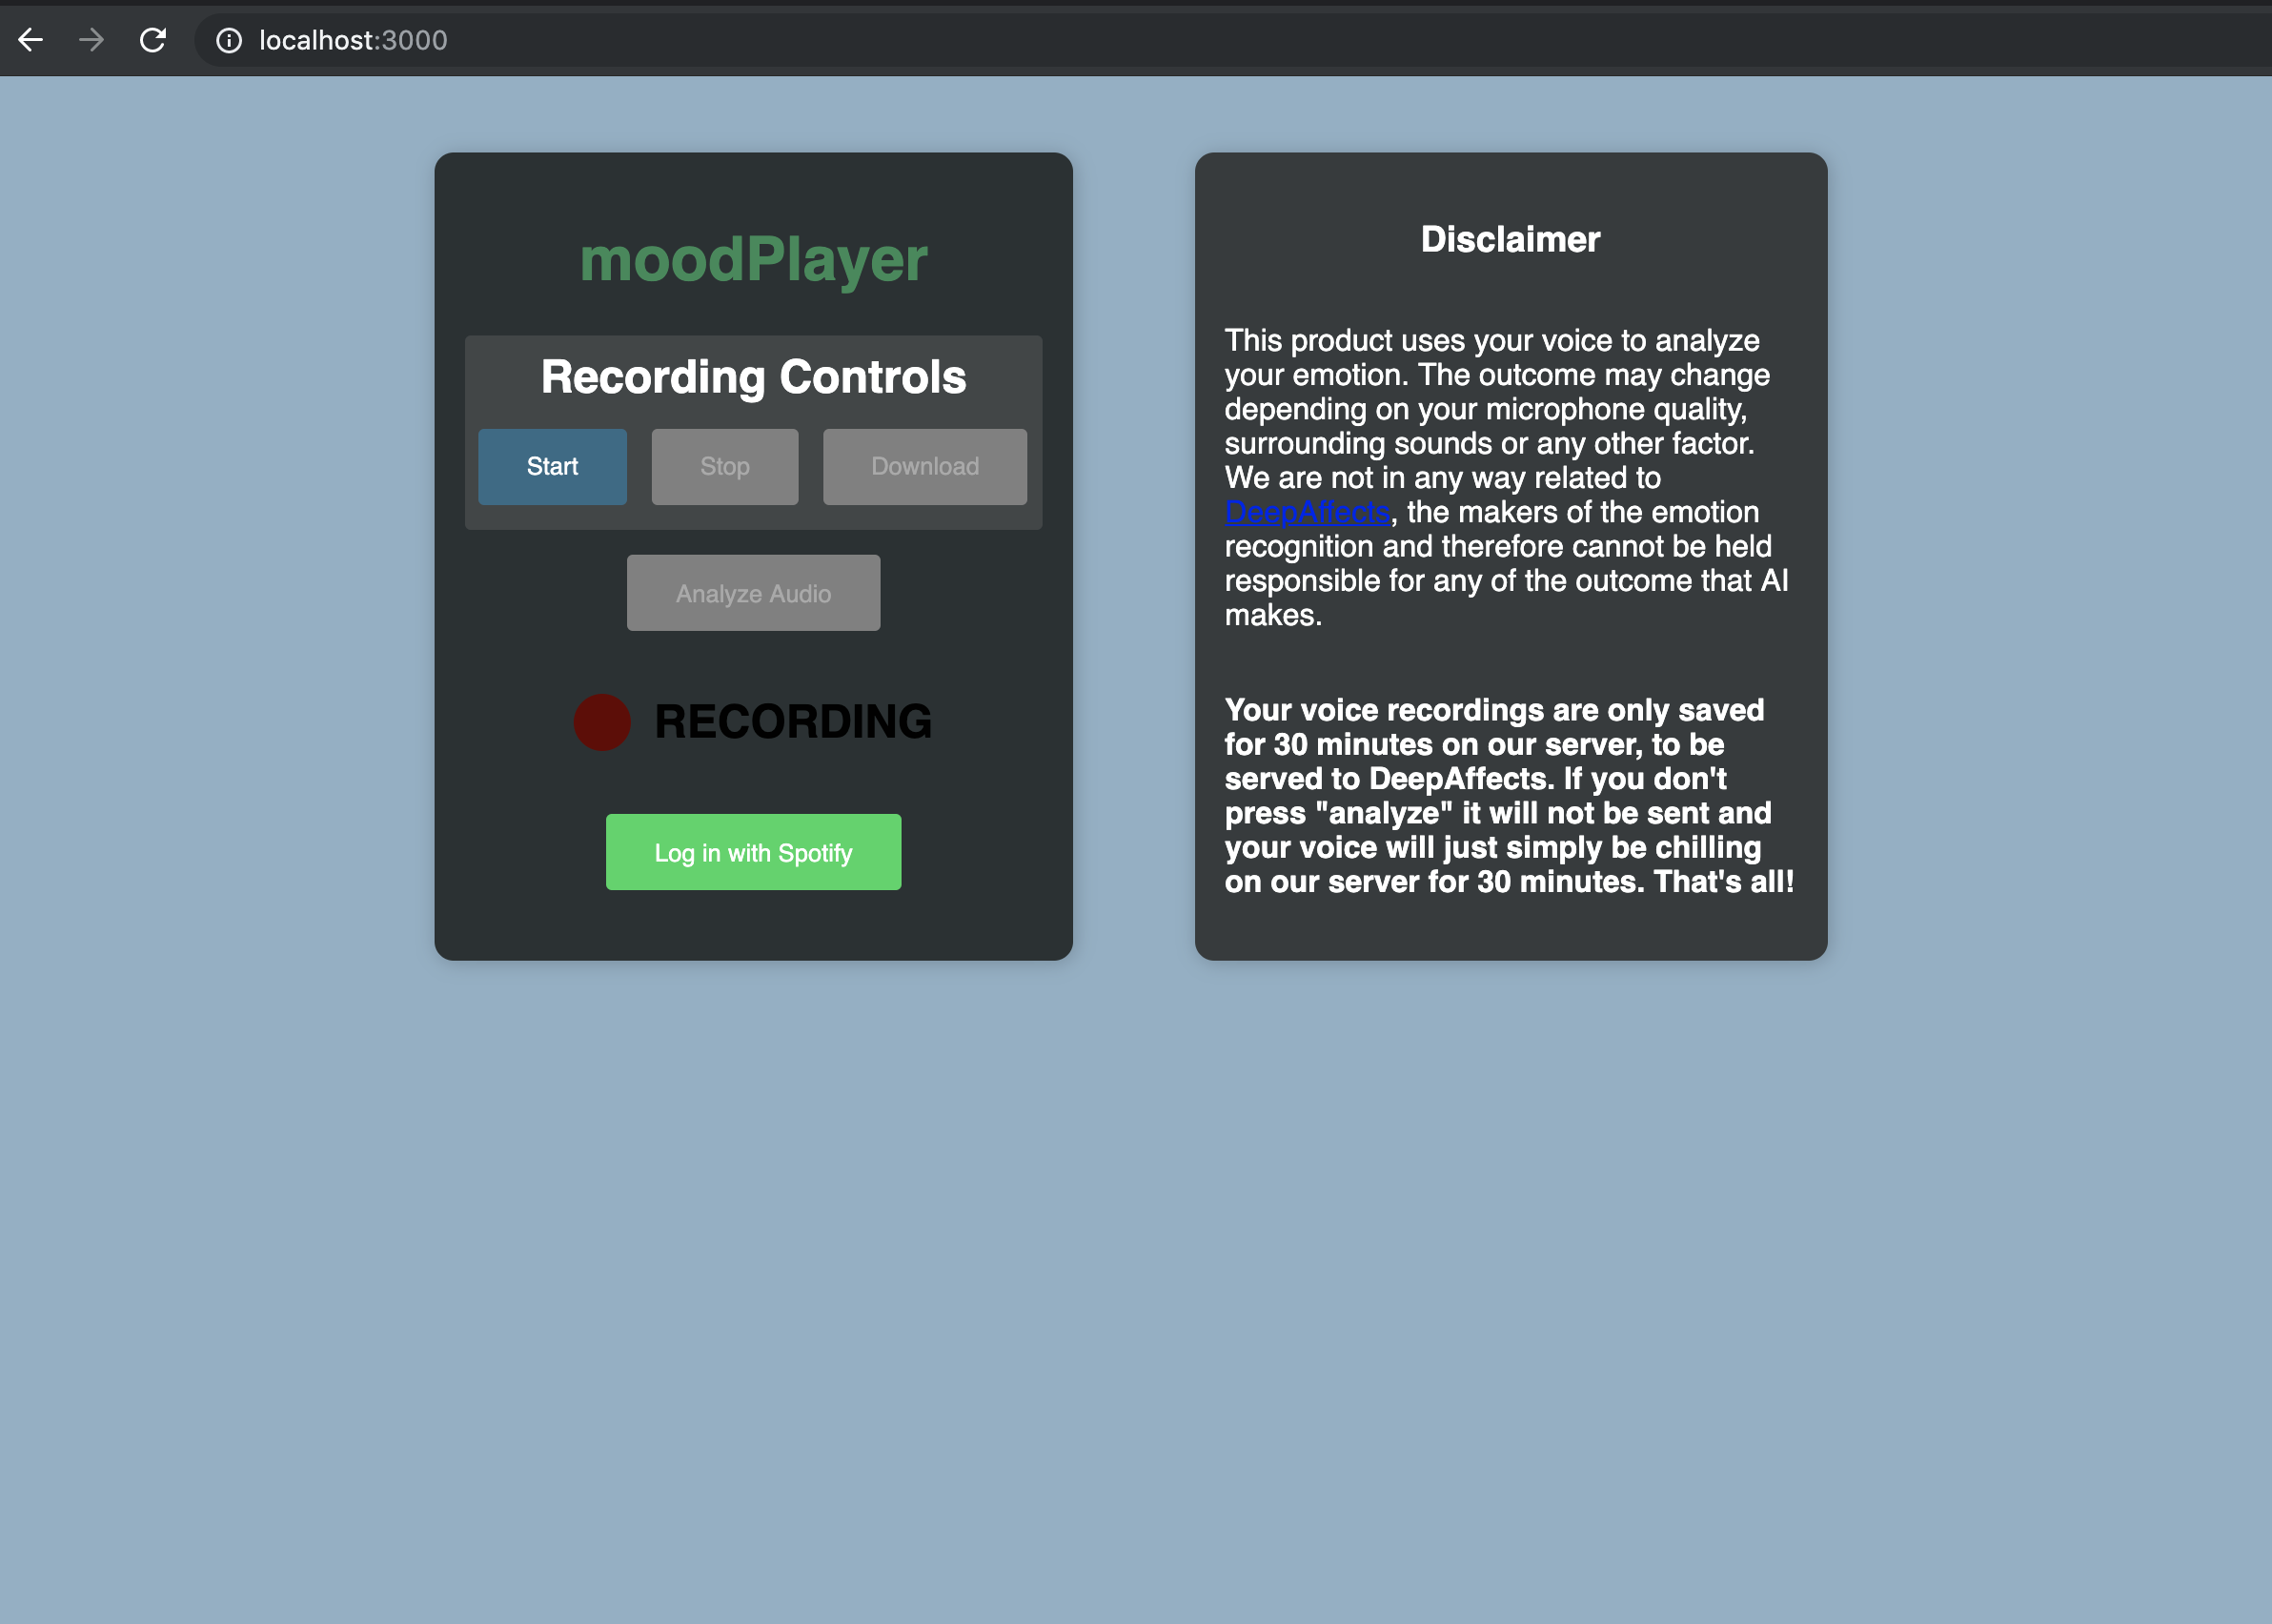 localhost:3000
moodPlayer
Recording Controls
Start Stop Download
Analyze Audio
RECORDING
Log in with Spotify
Disclaimer
This product uses your voice to analyze
your emotion. The outcome may change
depending on your microphone quality,
surrounding sounds or any other factor.
We are not in any way related to
DeepAffects, the makers of the emotion
recognition and therefore cannot be held
responsible for any of the outcome that AI
makes.
Your voice recordings are only saved
for 30 minutes on our server, to be
served to DeepAffects. If you don't
press "analyze" it will not be sent and
your voice will just simply be chilling
on our server for 30 minutes. That's all!